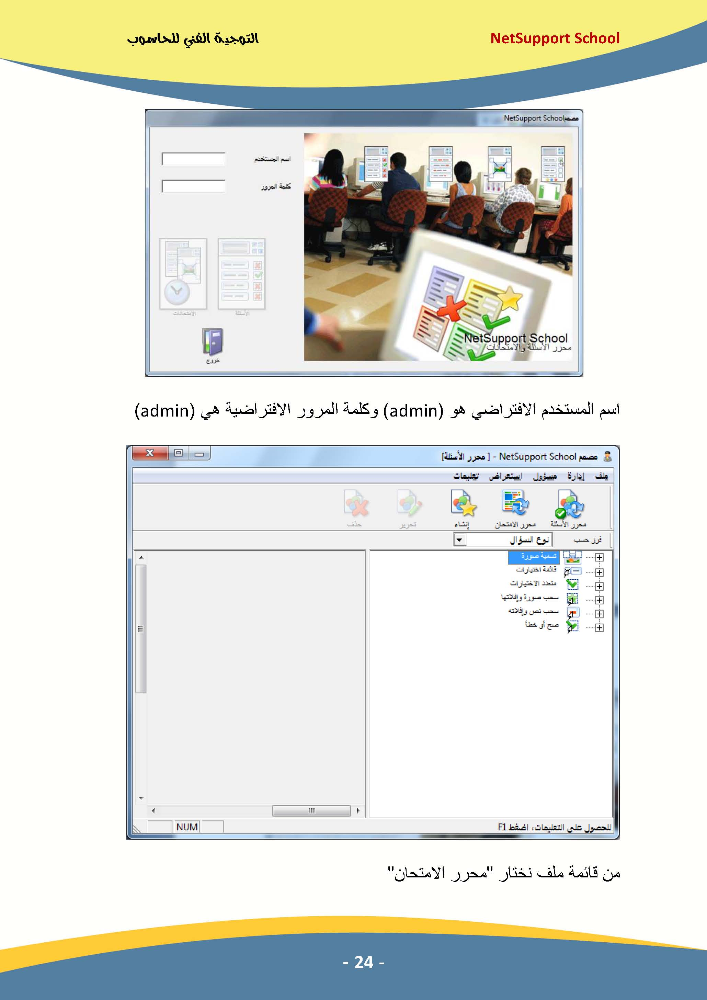 NetSupport School
التوجية الفني للحاسوب
مصمم NetSupport School
اسم المستخدم
كلمة المرور
الأسئلة
الامتحانات
خروج
NetSupport School
محرر الأسئلة والامتحانات
اسم المستخدم الافتراضي هو (admin) وكلمة المرور الافتراضية هي (admin)
مصمم NetSupport School - [ محرر الأسئلة]
ملف إدارة مسؤول استعراض تعليمات
محرر الأسئلة محرر الامتحان إنشاء تحرير حذف
فرز حسب نوع السؤال
تسمية صورة
قائمة اختيارات
متعدد الاختيارات
سحب صورة وإفلاتها
سحب نص وإفلاته
صح أو خطأ
للحصول على التعليمات، اضغط F1
NUM
من قائمة ملف نختار "محرر الامتحان"
- 24 -